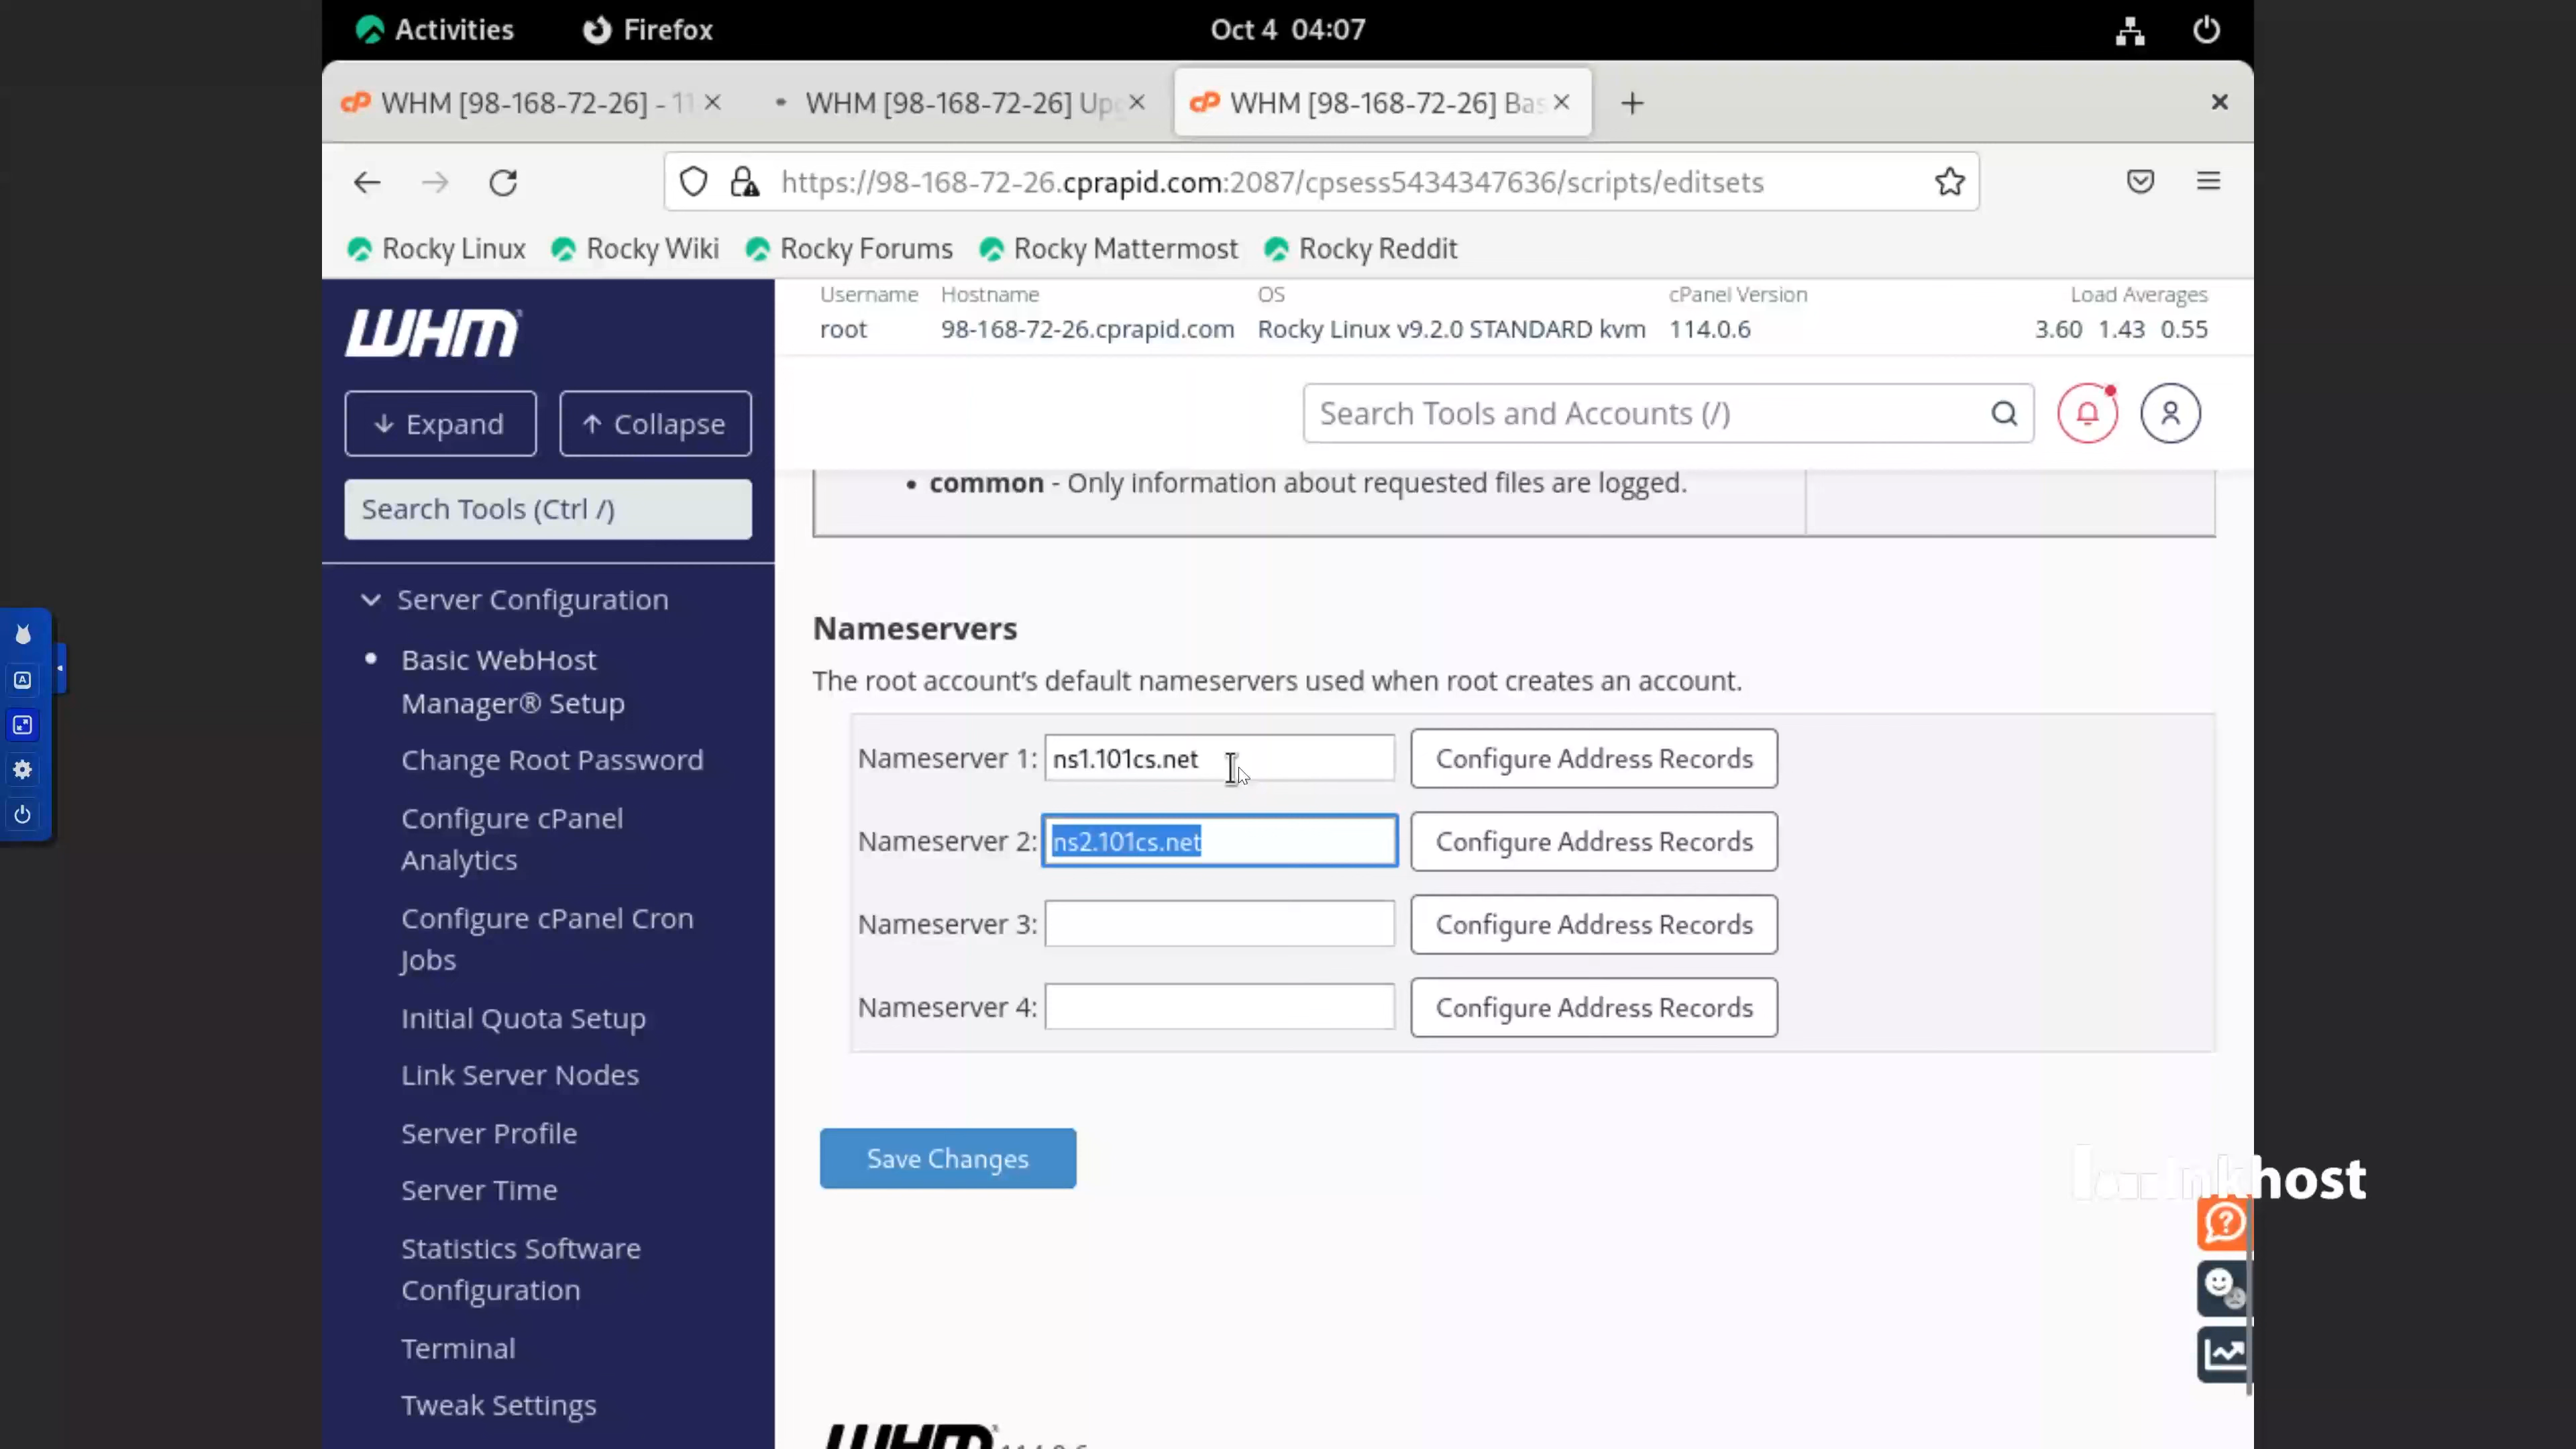 Activities Firefox Oct 4 04:07
WHM [98-168-72-26] - 11 WHM [98-168-72-26] Upg WHM [98-168-72-26] Bas
https://98-168-72-26.cprapid.com:2087/cpsess5434347636/scripts/editsets
Rocky Linux Rocky Wiki Rocky Forums Rocky Mattermost Rocky Reddit
WHM
Expand Collapse
Search Tools (Ctrl /)
Server Configuration
Basic WebHost
Manager® Setup
Change Root Password
Configure cPanel
Analytics
Configure cPanel Cron
Jobs
Initial Quota Setup
Link Server Nodes
Server Profile
Server Time
Statistics Software
Configuration
Terminal
Tweak Settings
Username Hostname OS cPanel Version Load Averages
root 98-168-72-26.cprapid.com Rocky Linux v9.2.0 STANDARD kvm 114.0.6 3.60 1.43 0.55
Search Tools and Accounts (/)
• common - Only information about requested files are logged.
Nameservers
The root account’s default nameservers used when root creates an account.
Nameserver 1: ns1.101cs.net Configure Address Records
Nameserver 2: ns2.101cs.net Configure Address Records
Nameserver 3: Configure Address Records
Nameserver 4: Configure Address Records
Save Changes
WHM 114.0.6